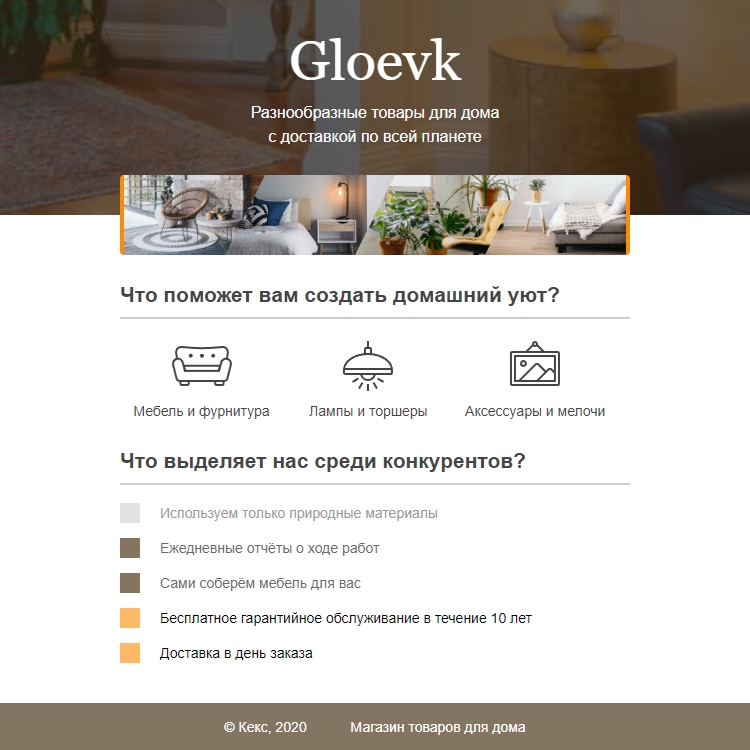 Gloevk
Разнообразные товары для дома
с доставкой по всей планете
Что поможет вам создать домашний уют?
Мебель и фурнитура
Лампы и торшеры
Аксессуары и мелочи
Что выделяет нас среди конкурентов?
Используем только природные материалы
Ежедневные отчёты о ходе работ
Сами соберём мебель для вас
Бесплатное гарантийное обслуживание в течение 10 лет
Доставка в день заказа
© Кекс, 2020 Магазин товаров для дома